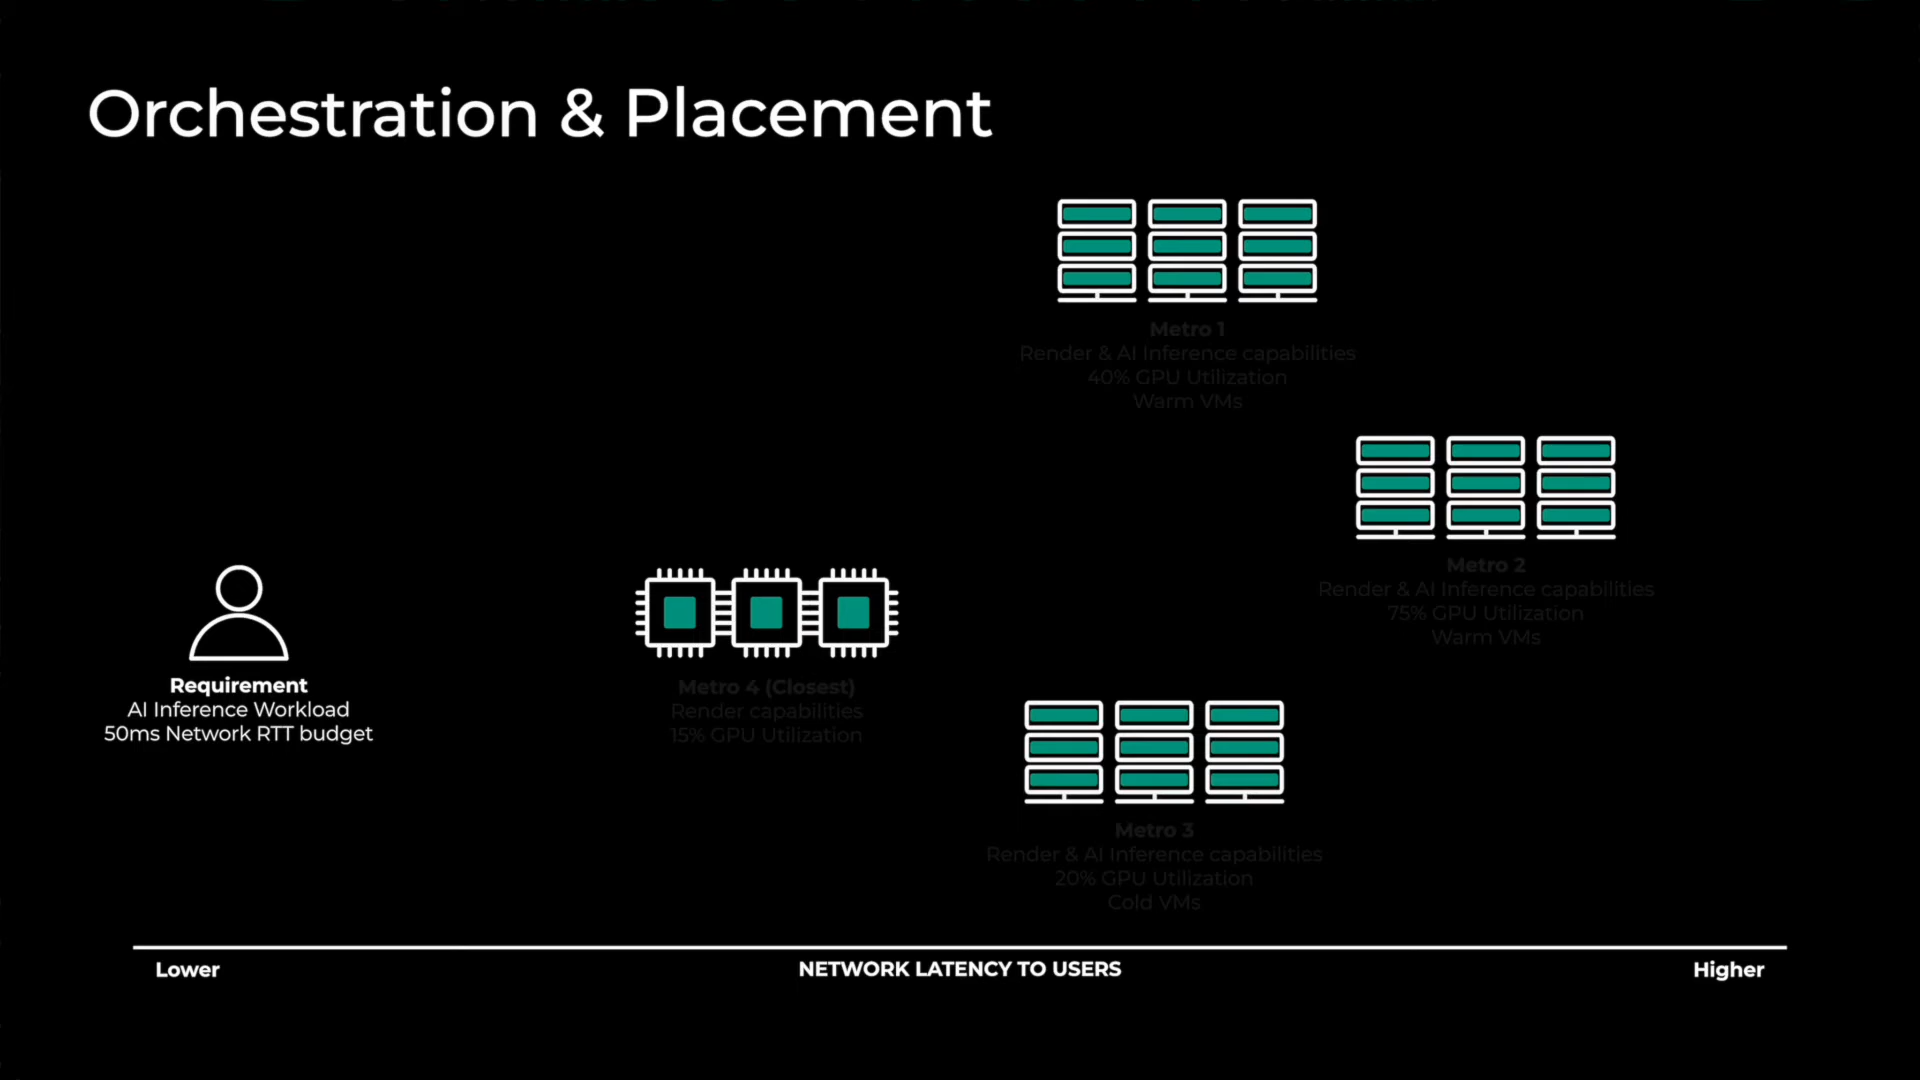 Orchestration & Placement
Metro 1
Render & AI Inference capabilities
40% GPU Utilization
Warm VMs
Metro 2
Render & AI Inference capabilities
75% GPU Utilization
Warm VMs
Requirement
AI Inference Workload
50ms Network RTT budget
Metro 4 (Closest)
Render capabilities
15% GPU Utilization
Metro 3
Render & AI Inference capabilities
20% GPU Utilization
Cold VMs
Lower
NETWORK LATENCY TO USERS
Higher